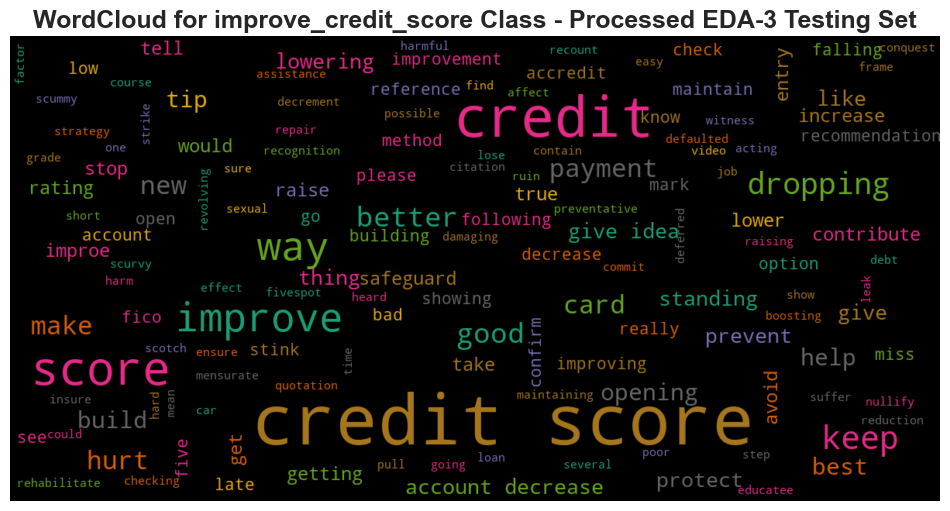 WordCloud for improve_credit_score Class - Processed EDA-3 Testing Set
factor
tell
harmful
recount
check
falling
conquest
low
course
lowering
improvement
easy
entry
frame
assistance
accredit
scummy
strike
tip
decrement
reference
find
affect
maintain
like
possible
credit
know
increase
strategy
one
would
repair
method
witness
defaulted
acting
recommendation
grade
stop
recognition
lose
contain
video
rating
new
sure
please
citation
ruin
payment
mark
job
dropping
revolving
raise
true
short
open
sexual
go
better
following
preventative
deferred
lower
account
building
damaging
give idea
raising
contribute
improe
way
decrease
scurvy
thing
safeguard
commit
option
debt
harm
effect
fivespot
heard
showing
card
standing
show
leak
make
fico
improve
bad
good
confirm
really
boosting
give
prevent
scotch
ensure
stink
time
score
mensurate
take
improving
help
miss
insure
hard
mean
quotation
maintaining
opening
avoid
suffer
nullify
build
car
credit score
reduction
see
could
keep
hurt
five
get
pull
going
loan
several
poor
step
best
rehabilitate
checking
late
getting
account decrease
protect
educatee